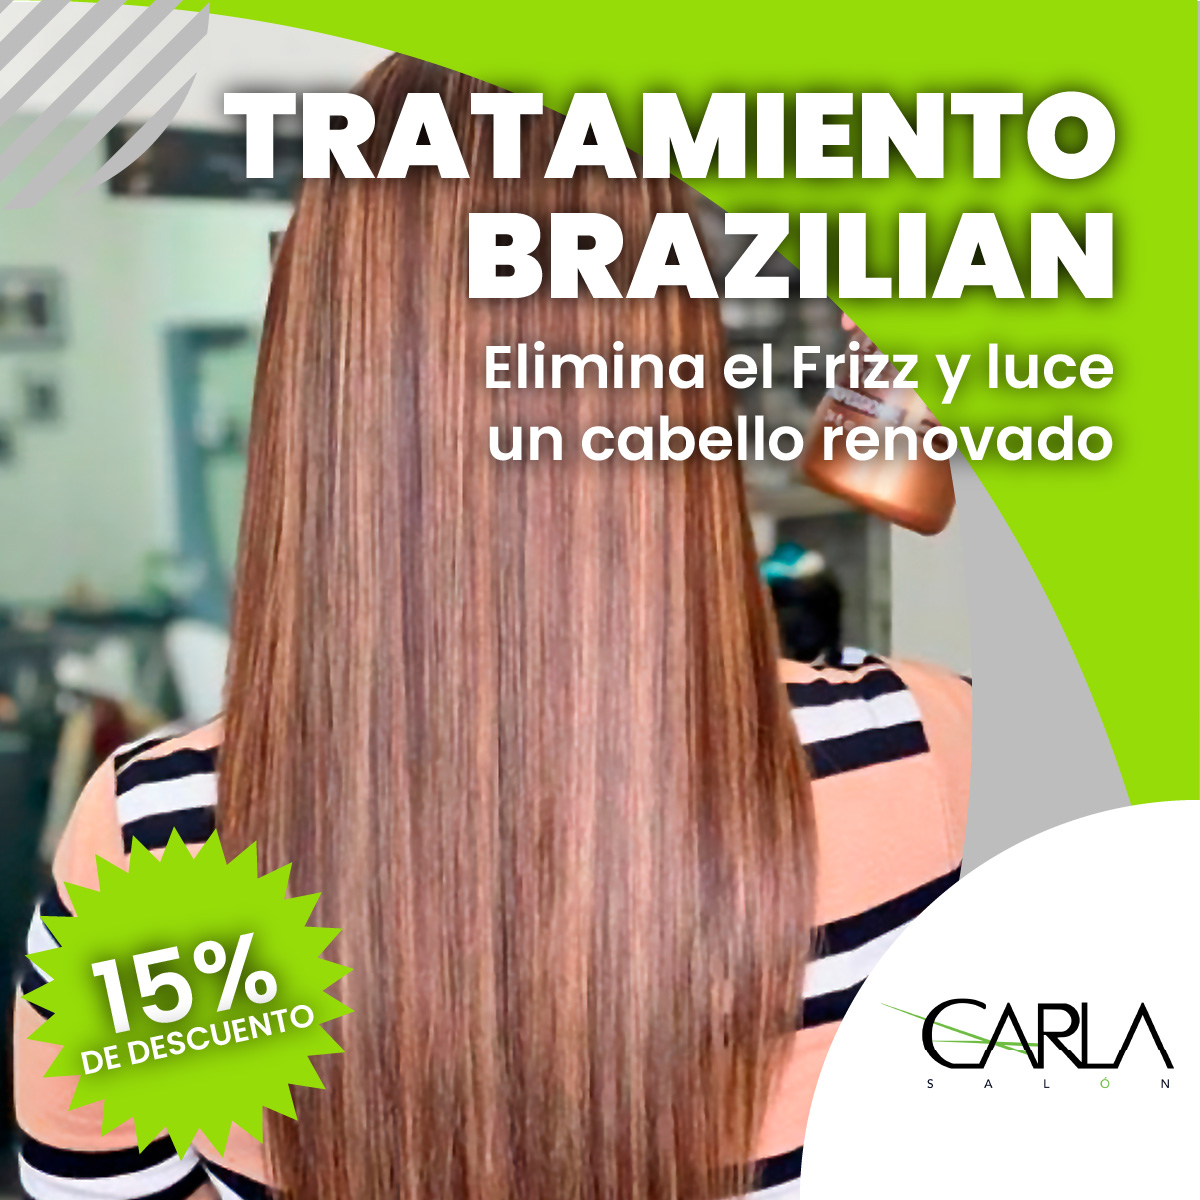 TRATAMIENTO
BRAZILIAN
Elimina el Frizz y luce
un cabello renovado
15%
DE DESCUENTO
CARLA
SALÓN